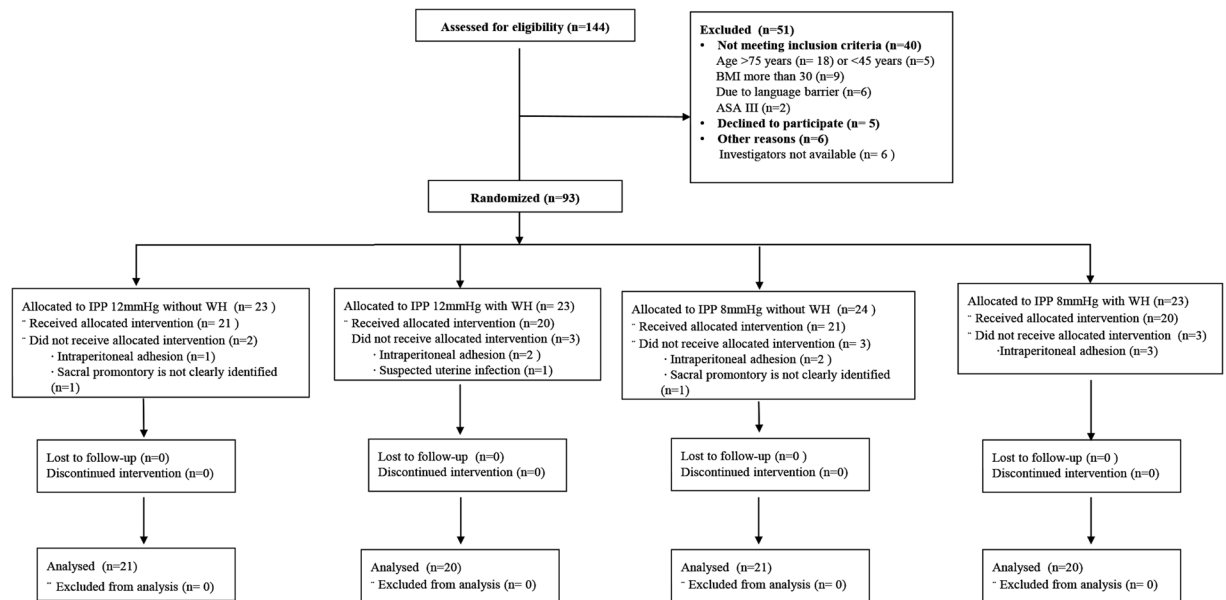 Assessed for eligibility (n=144)
Excluded (n=51)
• Not meeting inclusion criteria (n=40)
Age >75 years (n= 18) or <45 years (n=5)
BMI more than 30 (n=9)
Due to language barrier (n=6)
ASA III (n=2)
• Declined to participate (n= 5)
• Other reasons (n=6)
Investigators not available (n= 6 )
Randomized (n=93)
Allocated to IPP 12mmHg without WH (n= 23 )
¨ Received allocated intervention (n= 21 )
¨ Did not receive allocated intervention (n=2)
· Intraperitoneal adhesion (n=1)
· Sacral promontory is not clearly identified
(n=1)
Allocated to IPP 12mmHg with WH (n= 23)
¨ Received allocated intervention (n=20)
Did not receive allocated intervention (n=3)
· Intraperitoneal adhesion (n=2 )
· Suspected uterine infection (n=1)
Allocated to IPP 8mmHg without WH (n=24 )
¨ Received allocated intervention (n= 21)
¨ Did not receive allocated intervention (n= 3)
· Intraperitoneal adhesion (n=2 )
· Sacral promontory is not clearly identified
(n=1)
Allocated to IPP 8mmHg with WH (n=23)
¨ Received allocated intervention (n=20)
¨ Did not receive allocated intervention (n=3)
·Intraperitoneal adhesion (n=3)
Lost to follow-up (n=0)
Discontinued intervention (n=0)
Lost to follow-up (n=0)
Discontinued intervention (n=0)
Lost to follow-up (n=0 )
Discontinued intervention (n=0)
Lost to follow-up (n=0 )
Discontinued intervention (n=0)
Analysed (n=21)
¨ Excluded from analysis (n= 0)
Analysed (n=20)
¨ Excluded from analysis (n= 0)
Analysed (n=21)
¨ Excluded from analysis (n= 0)
Analysed (n=20)
¨ Excluded from analysis (n= 0)